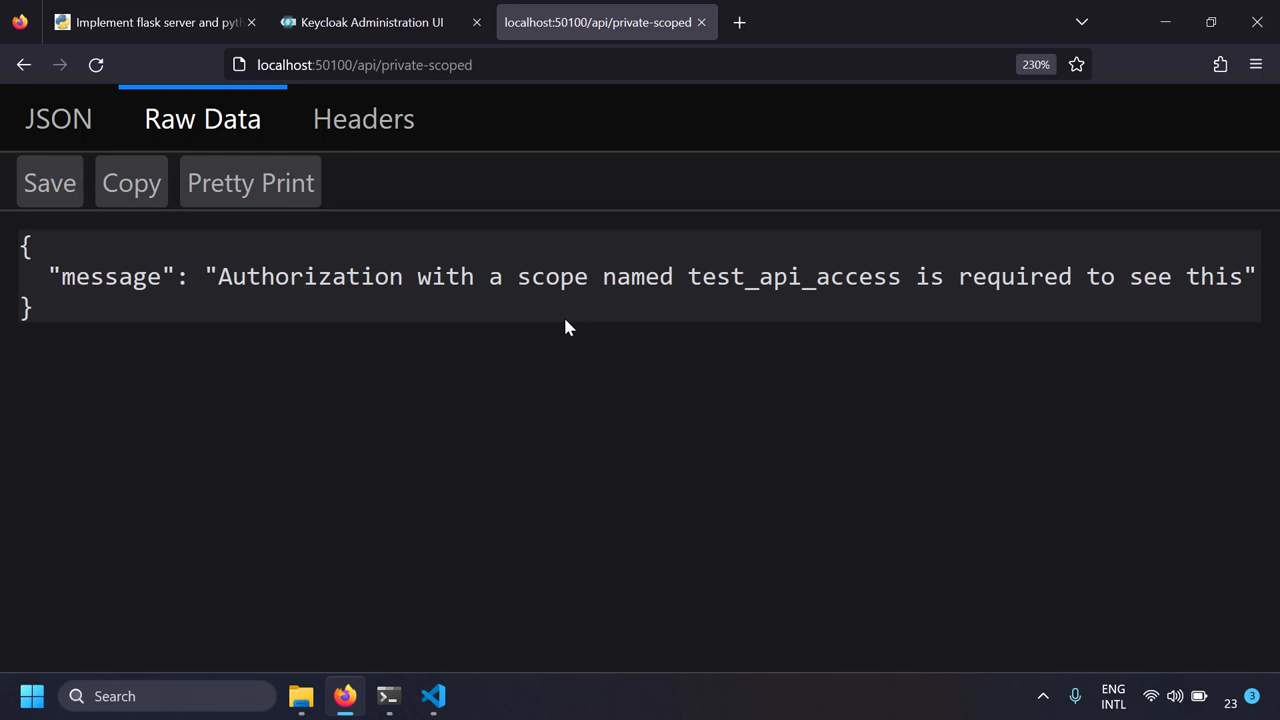 Implement flask server and pyt
Keycloak Administration UI
localhost:50100/api/private-scoped
localhost:50100/api/private-scoped
230%
JSON
Raw Data
Headers
Save
Copy
Pretty Print
{
"message": "Authorization with a scope named test_api_access is required to see this"
}
Search
ENG
INTL
23
3